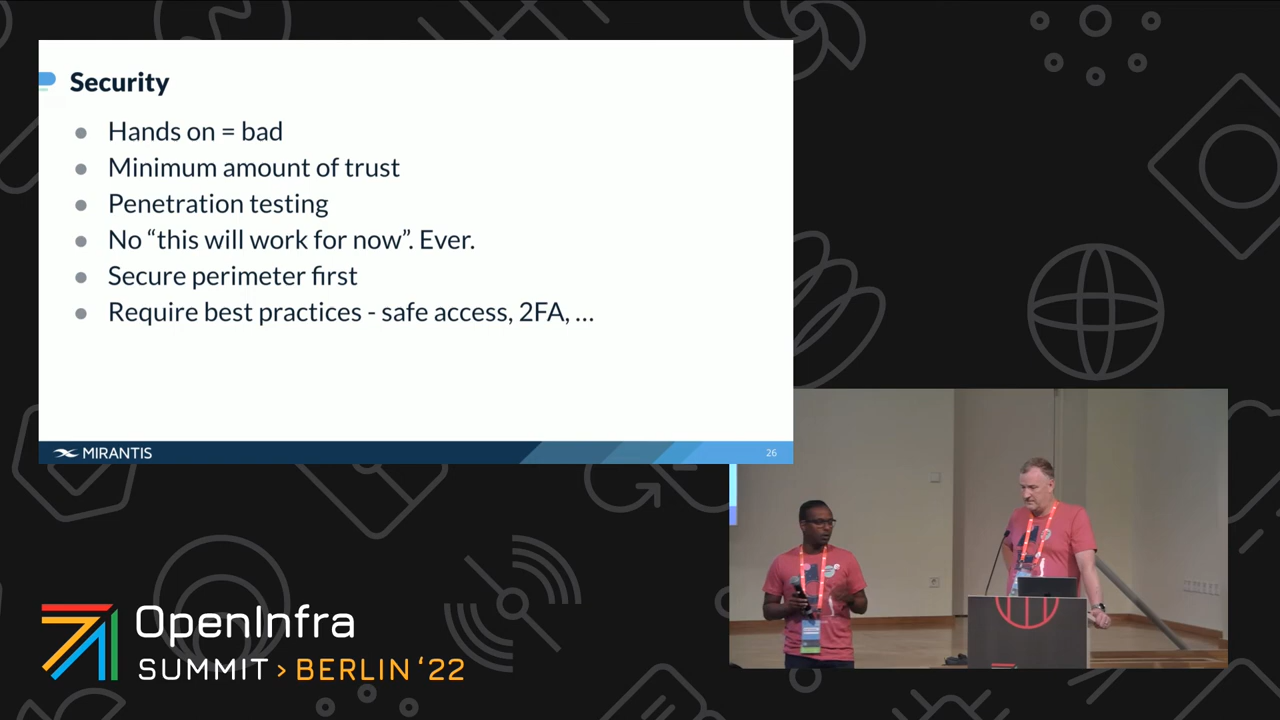 Security
● Hands on = bad
● Minimum amount of trust
● Penetration testing
● No “this will work for now”. Ever.
● Secure perimeter first
● Require best practices - safe access, 2FA, ...
MIRANTIS
26
OpenInfra
SUMMIT > BERLIN ‘22